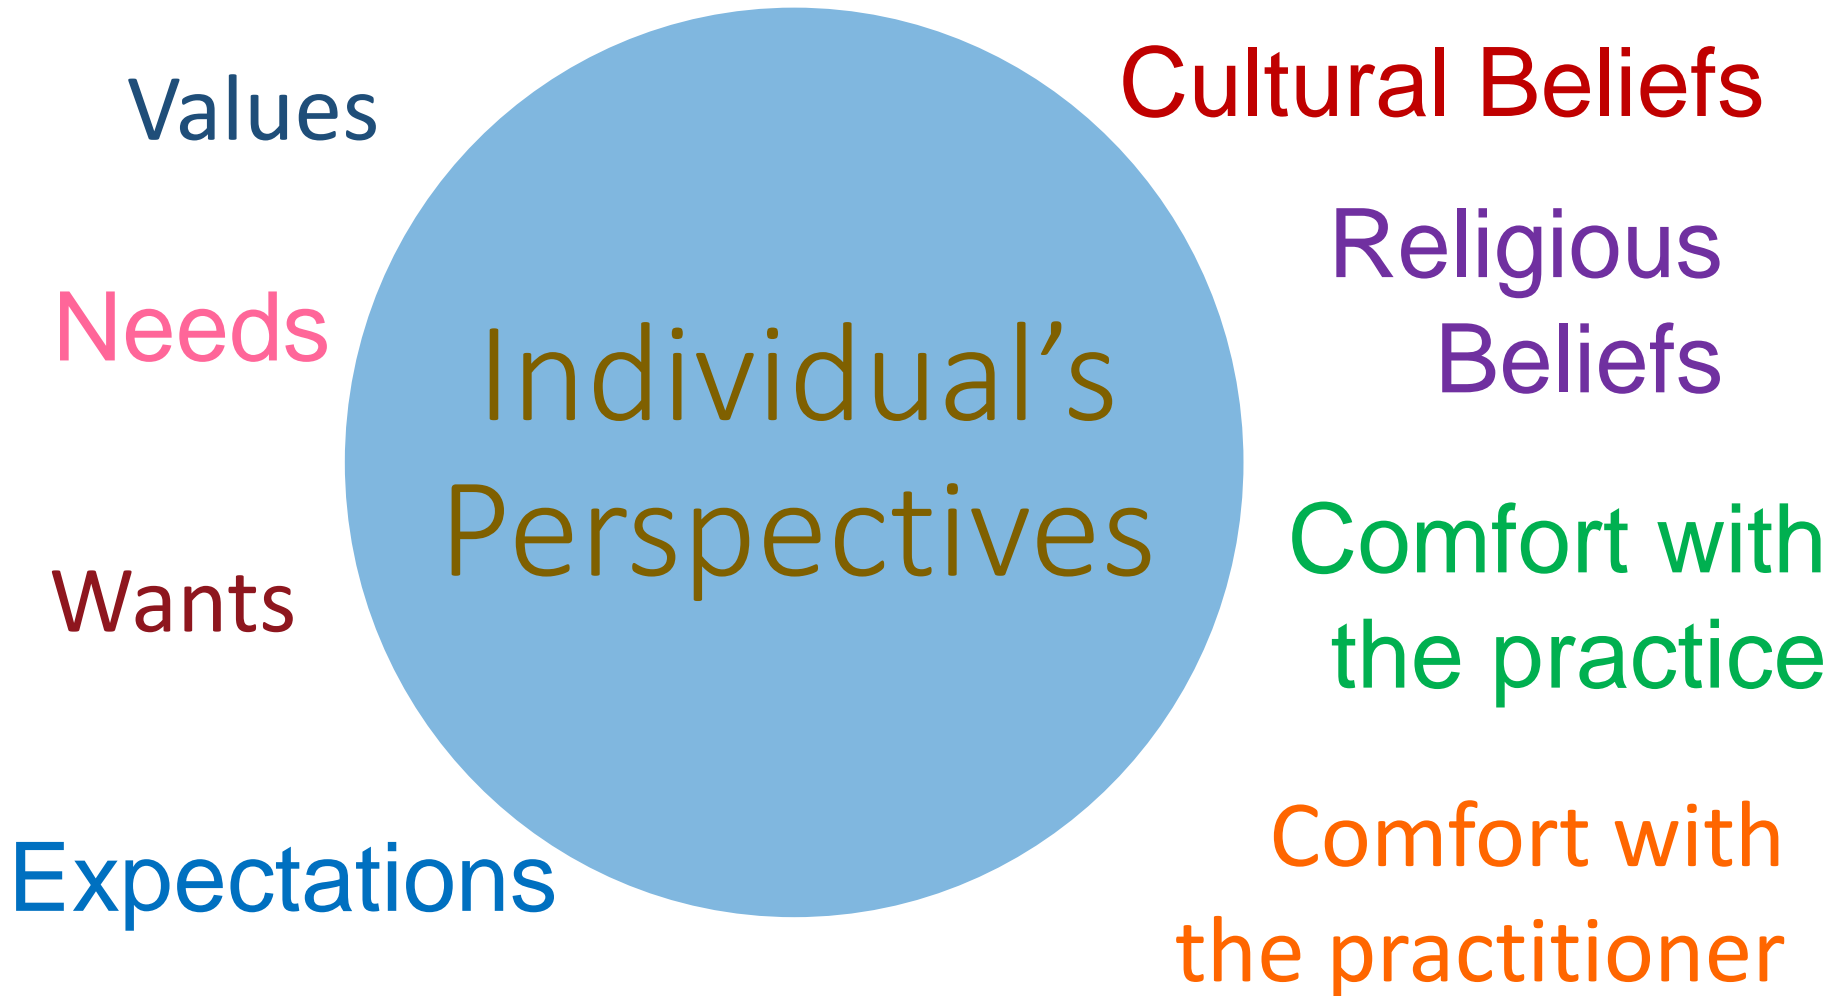 Values
Needs
Wants
Expectations
Individual’s
Perspectives
Cultural Beliefs
Religious
Beliefs
Comfort with
the practice
Comfort with
the practitioner